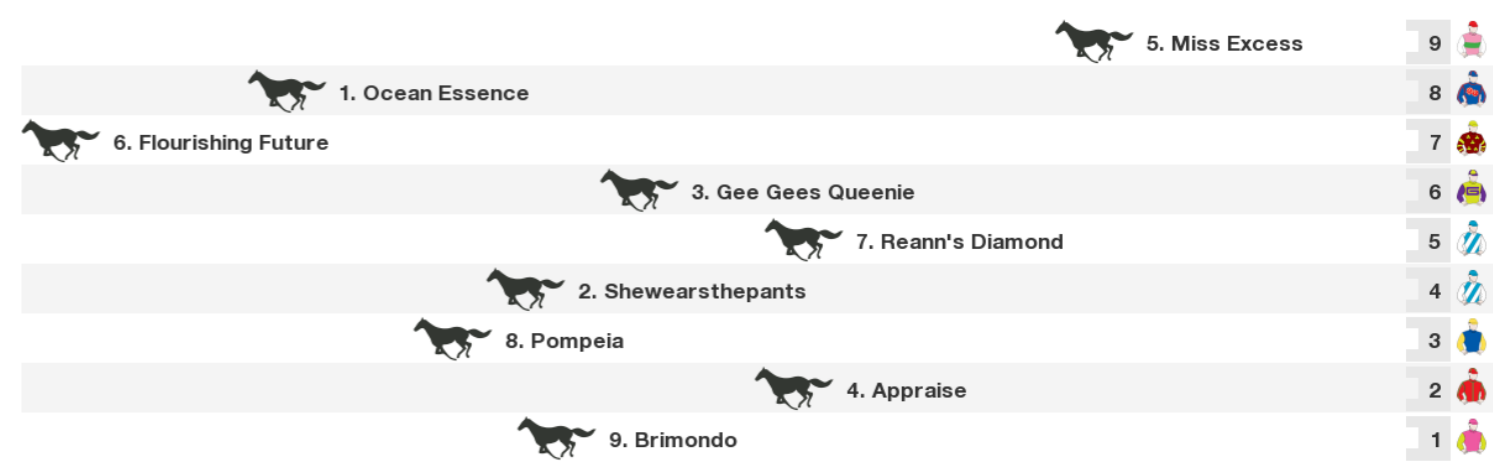 5. Miss Excess 9
1. Ocean Essence 8
6. Flourishing Future 7
3. Gee Gees Queenie 6
7. Reann's Diamond 5
2. Shewearsthepants 4
8. Pompeia 3
4. Appraise 2
9. Brimondo 1